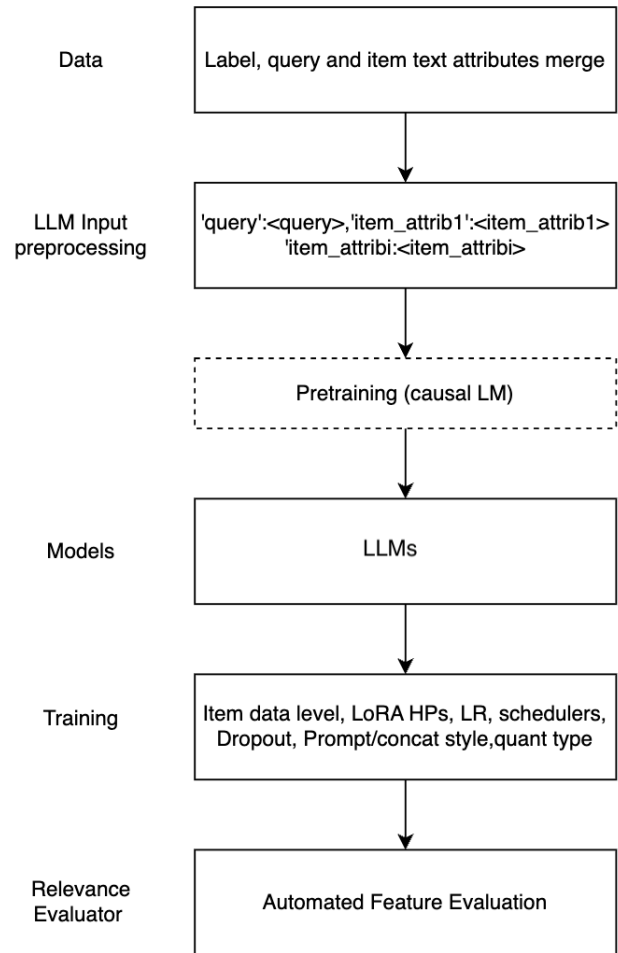 Data
Label, query and item text attributes merge
LLM Input
preprocessing
'query':<query>,'item_attrib1':<item_attrib1>
'item_attribi:<item_attribi>
Pretraining (causal LM)
Models
LLMs
Training
Item data level, LoRA HPs, LR, schedulers,
Dropout, Prompt/concat style,quant type
Relevance
Evaluator
Automated Feature Evaluation